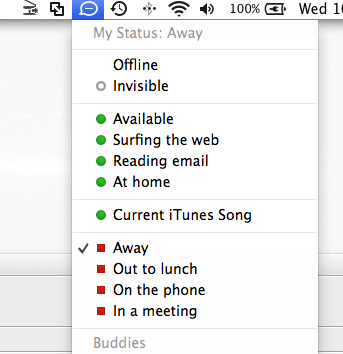 100%
Wed 10
My Status: Away
Offline
Invisible
Available
Surfing the web
Reading email
At home
Current iTunes Song
Away
Out to lunch
On the phone
In a meeting
Buddies